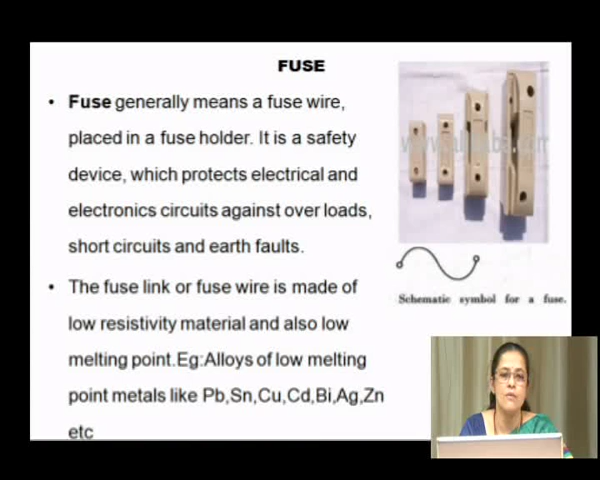 FUSE
• Fuse generally means a fuse wire,
placed in a fuse holder. It is a safety
device, which protects electrical and
electronics circuits against over loads,
short circuits and earth faults.
• The fuse link or fuse wire is made of
low resistivity material and also low
melting point.Eg:Alloys of low melting
point metals like Pb,Sn,Cu,Cd,Bi,Ag,Zn
etc
Schematic symbol for a fuse.